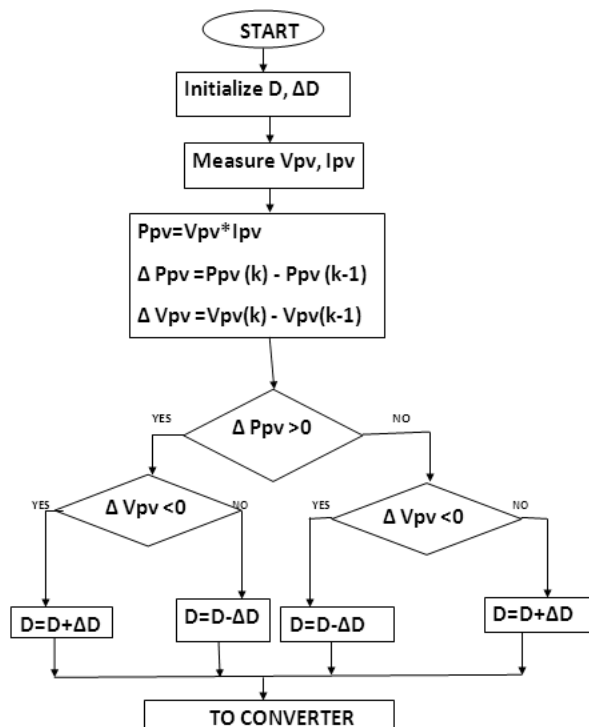 START
Initialize D, ΔD
Measure Vpv, Ipv
Ppv=Vpv*Ipv
Δ Ppv =Ppv (k) - Ppv (k-1)
Δ Vpv =Vpv(k) - Vpv(k-1)
YES
Δ Ppv >0
NO
YES
Δ Vpv <0
NO
YES
Δ Vpv <0
NO
D=D+ΔD
D=D-ΔD
D=D-ΔD
D=D+ΔD
TO CONVERTER